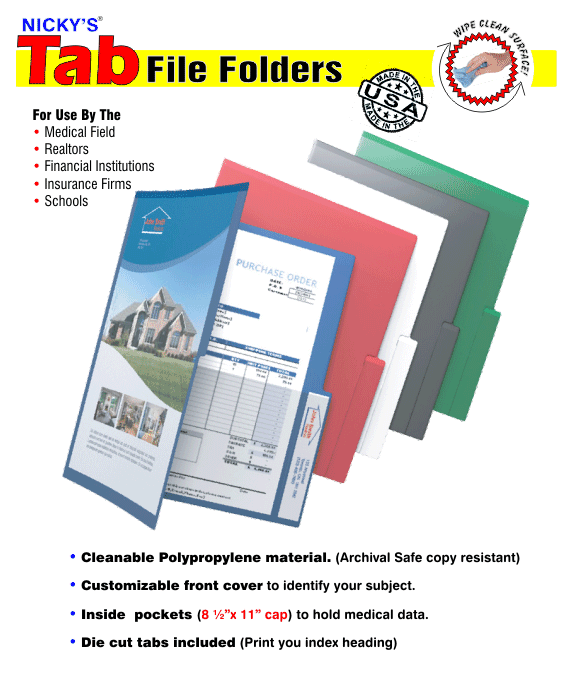 NICKY'S®
Tab File Folders
WIPE CLEAN SURFACE!
MADE IN THE
USA
MADE IN THE
For Use By The
• Medical Field
• Realtors
• Financial Institutions
• Insurance Firms
• Schools
PURCHASE ORDER
• Cleanable Polypropylene material. (Archival Safe copy resistant)
• Customizable front cover to identify your subject.
• Inside pockets (8 ½”x 11” cap) to hold medical data.
• Die cut tabs included (Print you index heading)